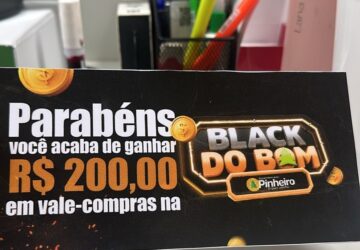 Parabéns
você acaba de ganhar
R$ 200,00
em vale-compras na
BLACK
DO BOM
Pinheiro